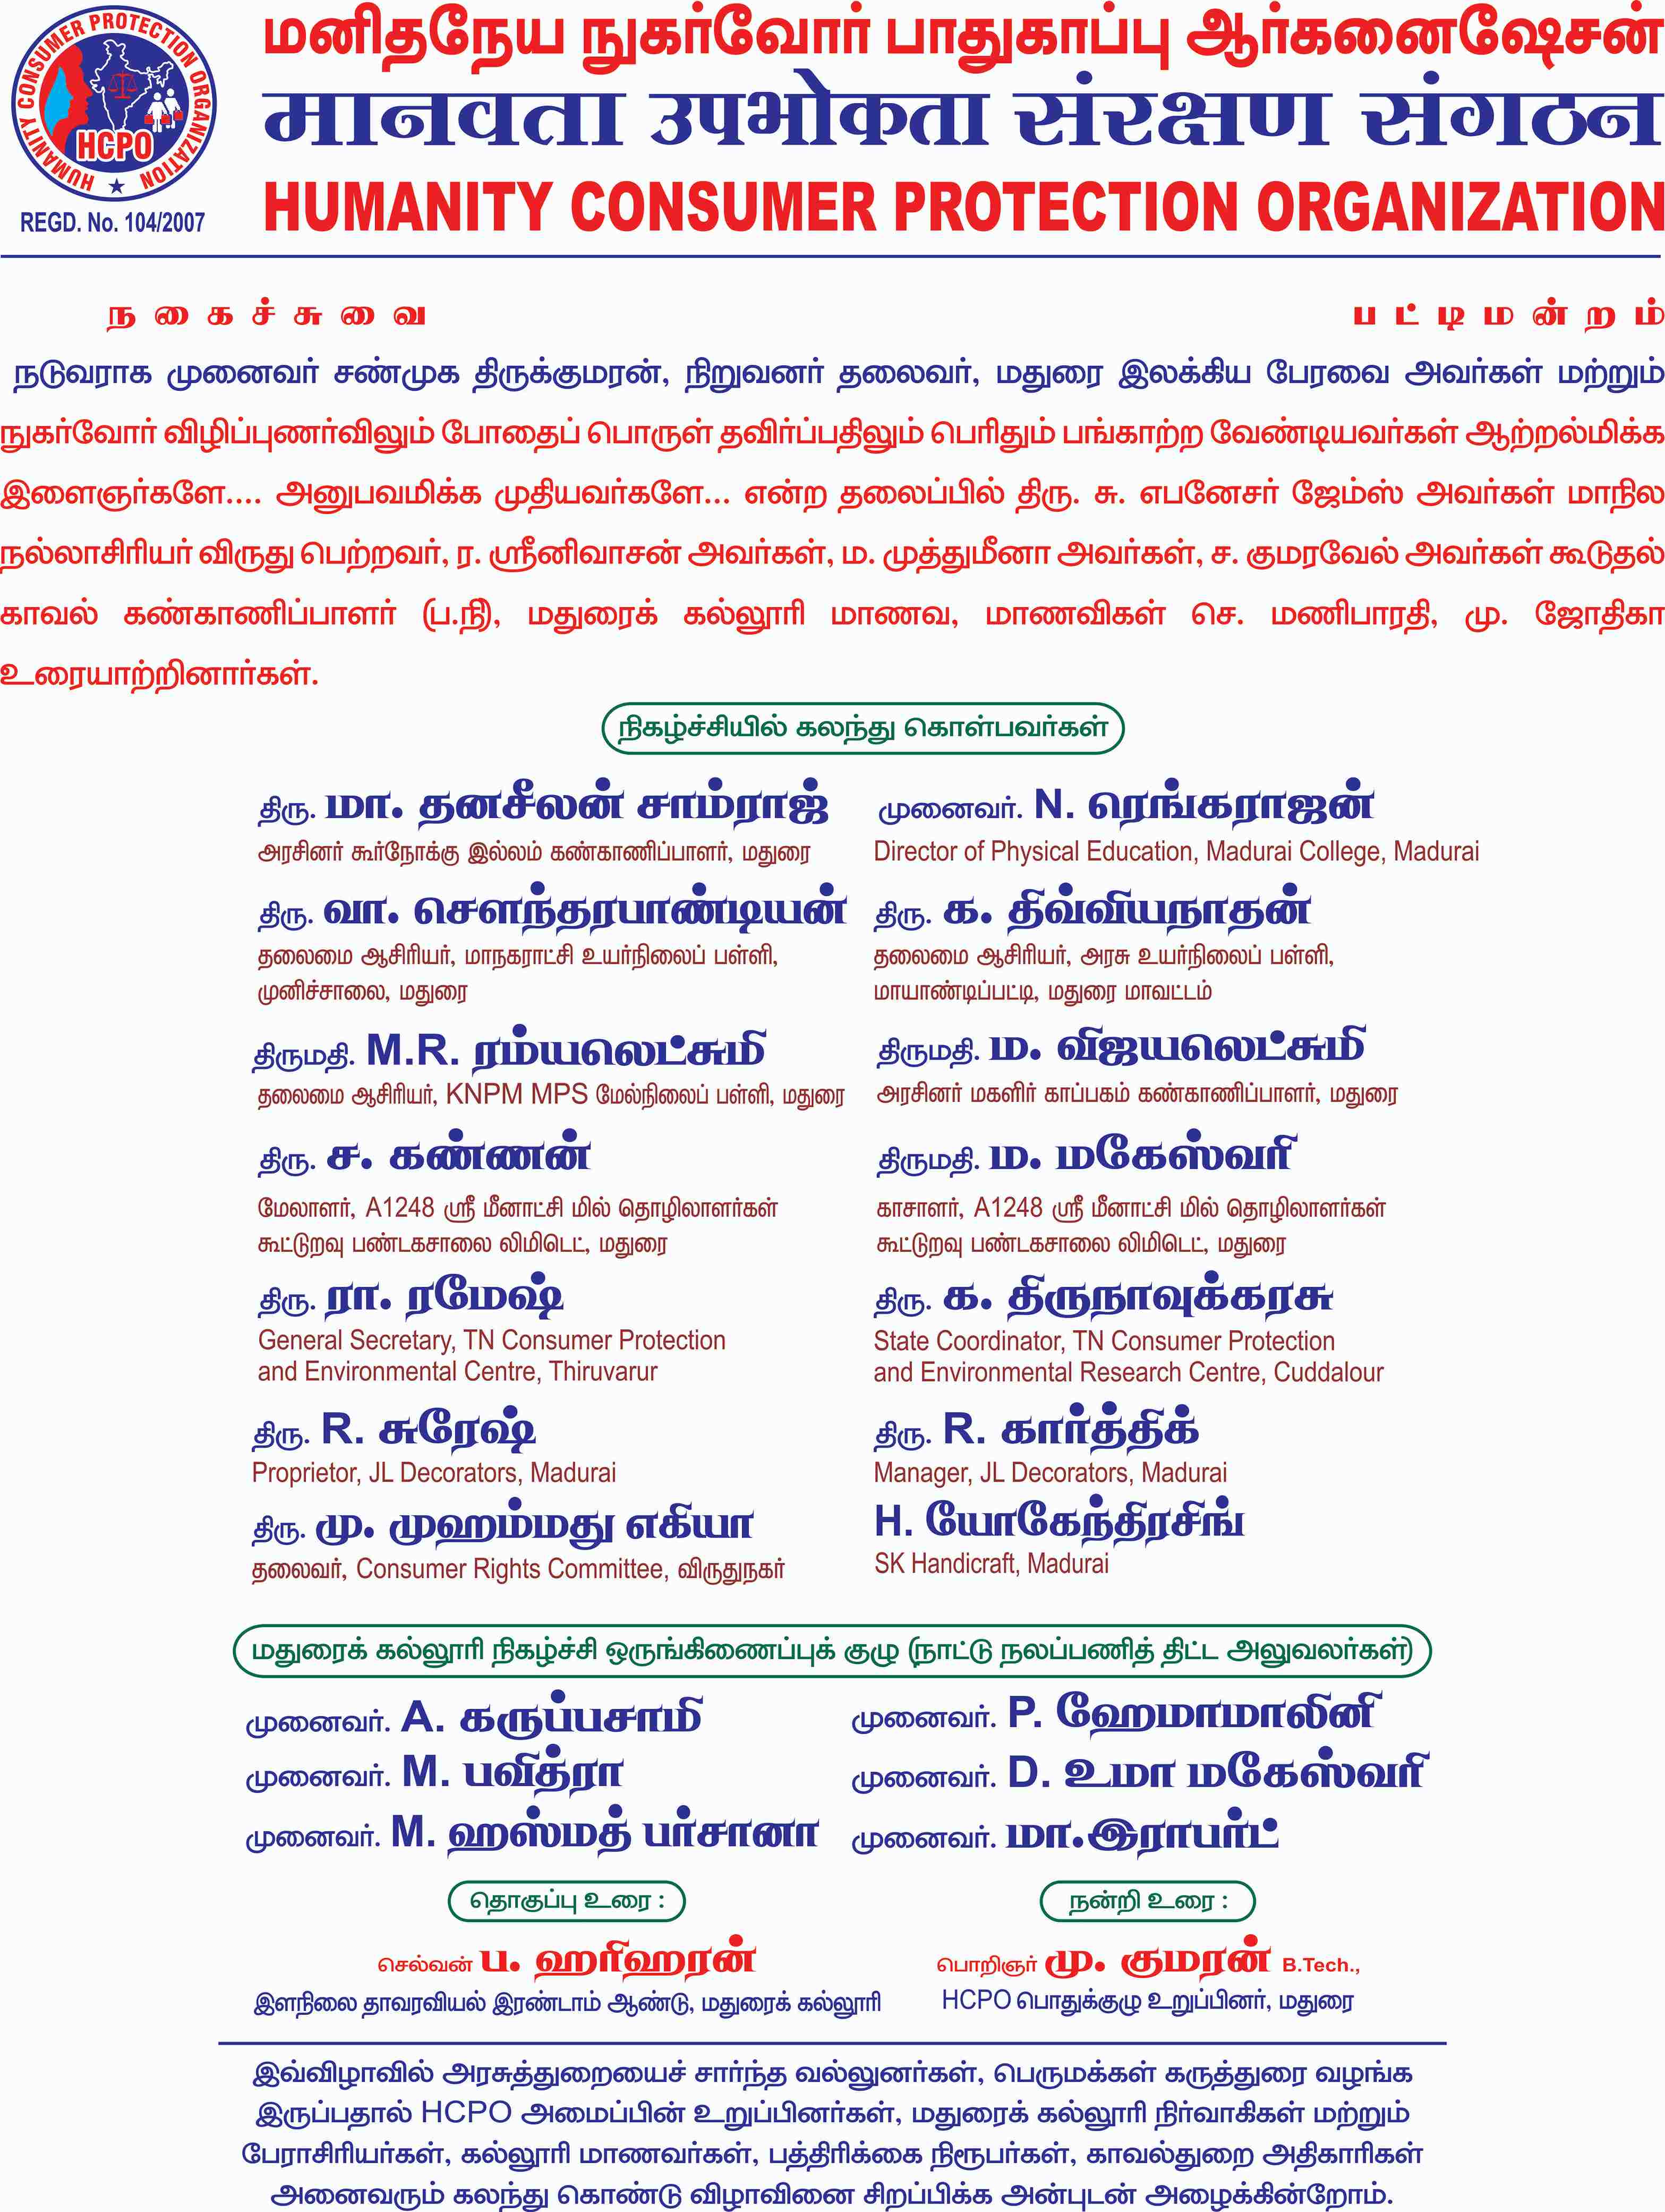 HUMANITY CONSUMER PROTECTION ORGANIZATION
HCPO
REGD. No. 104/2007
மனிதநேய நுகர்வோர் பாதுகாப்பு ஆர்கனைஷேசன்
मानवता उपभोकता संरक्षण संगठन
HUMANITY CONSUMER PROTECTION ORGANIZATION
நகைச்சுவை பட்டிமன்றம்
நடுவராக முனைவர் சண்முக திருக்குமரன், நிறுவனர் தலைவர், மதுரை இலக்கிய பேரவை அவர்கள் மற்றும்
நுகர்வோர் விழிப்புணர்விலும் போதைப் பொருள் தவிர்ப்பதிலும் பெரிதும் பங்காற்ற வேண்டியவர்கள் ஆற்றல்மிக்க
இளைஞர்களே.... அனுபவமிக்க முதியவர்களே... என்ற தலைப்பில் திரு. சு. எபனேசர் ஜேம்ஸ் அவர்கள் மாநில
நல்லாசிரியர் விருது பெற்றவர், ர. ஸ்ரீனிவாசன் அவர்கள், ம. முத்துமீனா அவர்கள், ச. குமரவேல் அவர்கள் கூடுதல்
காவல் கண்காணிப்பாளர் (ப.நி), மதுரைக் கல்லூரி மாணவ, மாணவிகள் செ. மணிபாரதி, மு. ஜோதிகா
உரையாற்றினார்கள்.
நிகழ்ச்சியில் கலந்து கொள்பவர்கள்
திரு. மா. தனசீலன் சாம்ராஜ்
அரசினர் கூர்நோக்கு இல்லம் கண்காணிப்பாளர், மதுரை
முனைவர். N. ரெங்கராஜன்
Director of Physical Education, Madurai College, Madurai
திரு. வா. சௌந்தரபாண்டியன்
தலைமை ஆசிரியர், மாநகராட்சி உயர்நிலைப் பள்ளி,
முனிச்சாலை, மதுரை
திரு. க. திவ்வியநாதன்
தலைமை ஆசிரியர், அரசு உயர்நிலைப் பள்ளி,
மாயாண்டிப்பட்டி, மதுரை மாவட்டம்
திருமதி. M.R. ரம்யலெட்சுமி
தலைமை ஆசிரியர், KNPM MPS மேல்நிலைப் பள்ளி, மதுரை
திருமதி. ம. விஜயலெட்சுமி
அரசினர் மகளிர் காப்பகம் கண்காணிப்பாளர், மதுரை
திரு. ச. கண்ணன்
மேலாளர், A1248 ஸ்ரீ மீனாட்சி மில் தொழிலாளர்கள்
கூட்டுறவு பண்டகசாலை லிமிடெட், மதுரை
திருமதி. ம. மகேஸ்வரி
காசாளர், A1248 ஸ்ரீ மீனாட்சி மில் தொழிலாளர்கள்
கூட்டுறவு பண்டகசாலை லிமிடெட், மதுரை
திரு. ரா. ரமேஷ்
General Secretary, TN Consumer Protection
and Environmental Centre, Thiruvarur
திரு. க. திருநாவுக்கரசு
State Coordinator, TN Consumer Protection
and Environmental Research Centre, Cuddalour
திரு. R. சுரேஷ்
Proprietor, JL Decorators, Madurai
திரு. R. கார்த்திக்
Manager, JL Decorators, Madurai
திரு. மு. முஹம்மது எகியா
தலைவர், Consumer Rights Committee, விருதுநகர்
H. யோகேந்திரசிங்
SK Handicraft, Madurai
மதுரைக் கல்லூரி நிகழ்ச்சி ஒருங்கிணைப்புக் குழு (நாட்டு நலப்பணித் திட்ட அலுவலர்கள்)
முனைவர். A. கருப்பசாமி
முனைவர். P. ஹேமாமாலினி
முனைவர். M. பவித்ரா
முனைவர். D. உமா மகேஸ்வரி
முனைவர். M. ஹஸ்மத் பர்சானா
முனைவர். மா.இராபர்ட்
தொகுப்பு உரை :
செல்வன் ப. ஹரிஹரன்
இளநிலை தாவரவியல் இரண்டாம் ஆண்டு, மதுரைக் கல்லூரி
நன்றி உரை :
பொறிஞர் மு. குமரன் B.Tech.,
HCPO பொதுக்குழு உறுப்பினர், மதுரை
இவ்விழாவில் அரசுத்துறையைச் சார்ந்த வல்லுனர்கள், பெருமக்கள் கருத்துரை வழங்க
இருப்பதால் HCPO அமைப்பின் உறுப்பினர்கள், மதுரைக் கல்லூரி நிர்வாகிகள் மற்றும்
பேராசிரியர்கள், கல்லூரி மாணவர்கள், பத்திரிக்கை நிரூபர்கள், காவல்துறை அதிகாரிகள்
அனைவரும் கலந்து கொண்டு விழாவினை சிறப்பிக்க அன்புடன் அழைக்கின்றோம்.